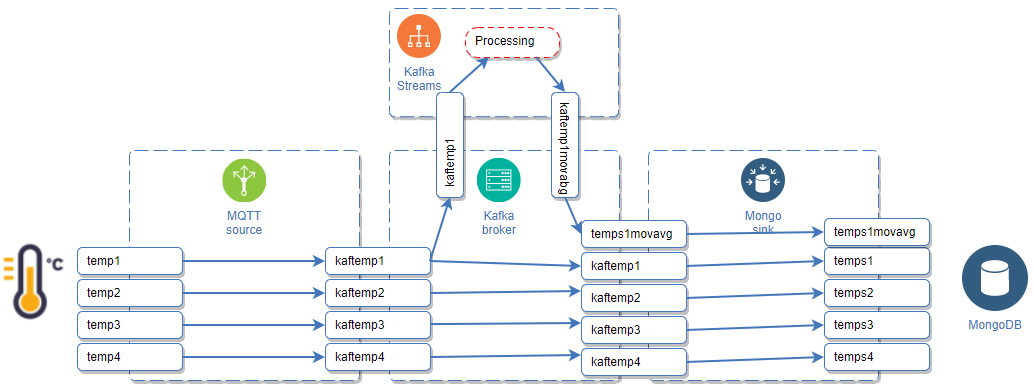 Processing
Kafka
Streams
kaftemp1
kaftemp1movabg
MQTT
source
Kafka
broker
Mongo
sink
temps1movavg
temps1movavg
°C
temp1
kaftemp1
kaftemp1
temps1
temp2
kaftemp2
kaftemp2
temps2
temp3
kaftemp3
kaftemp3
temps3
temp4
kaftemp4
kaftemp4
temps4
MongoDB